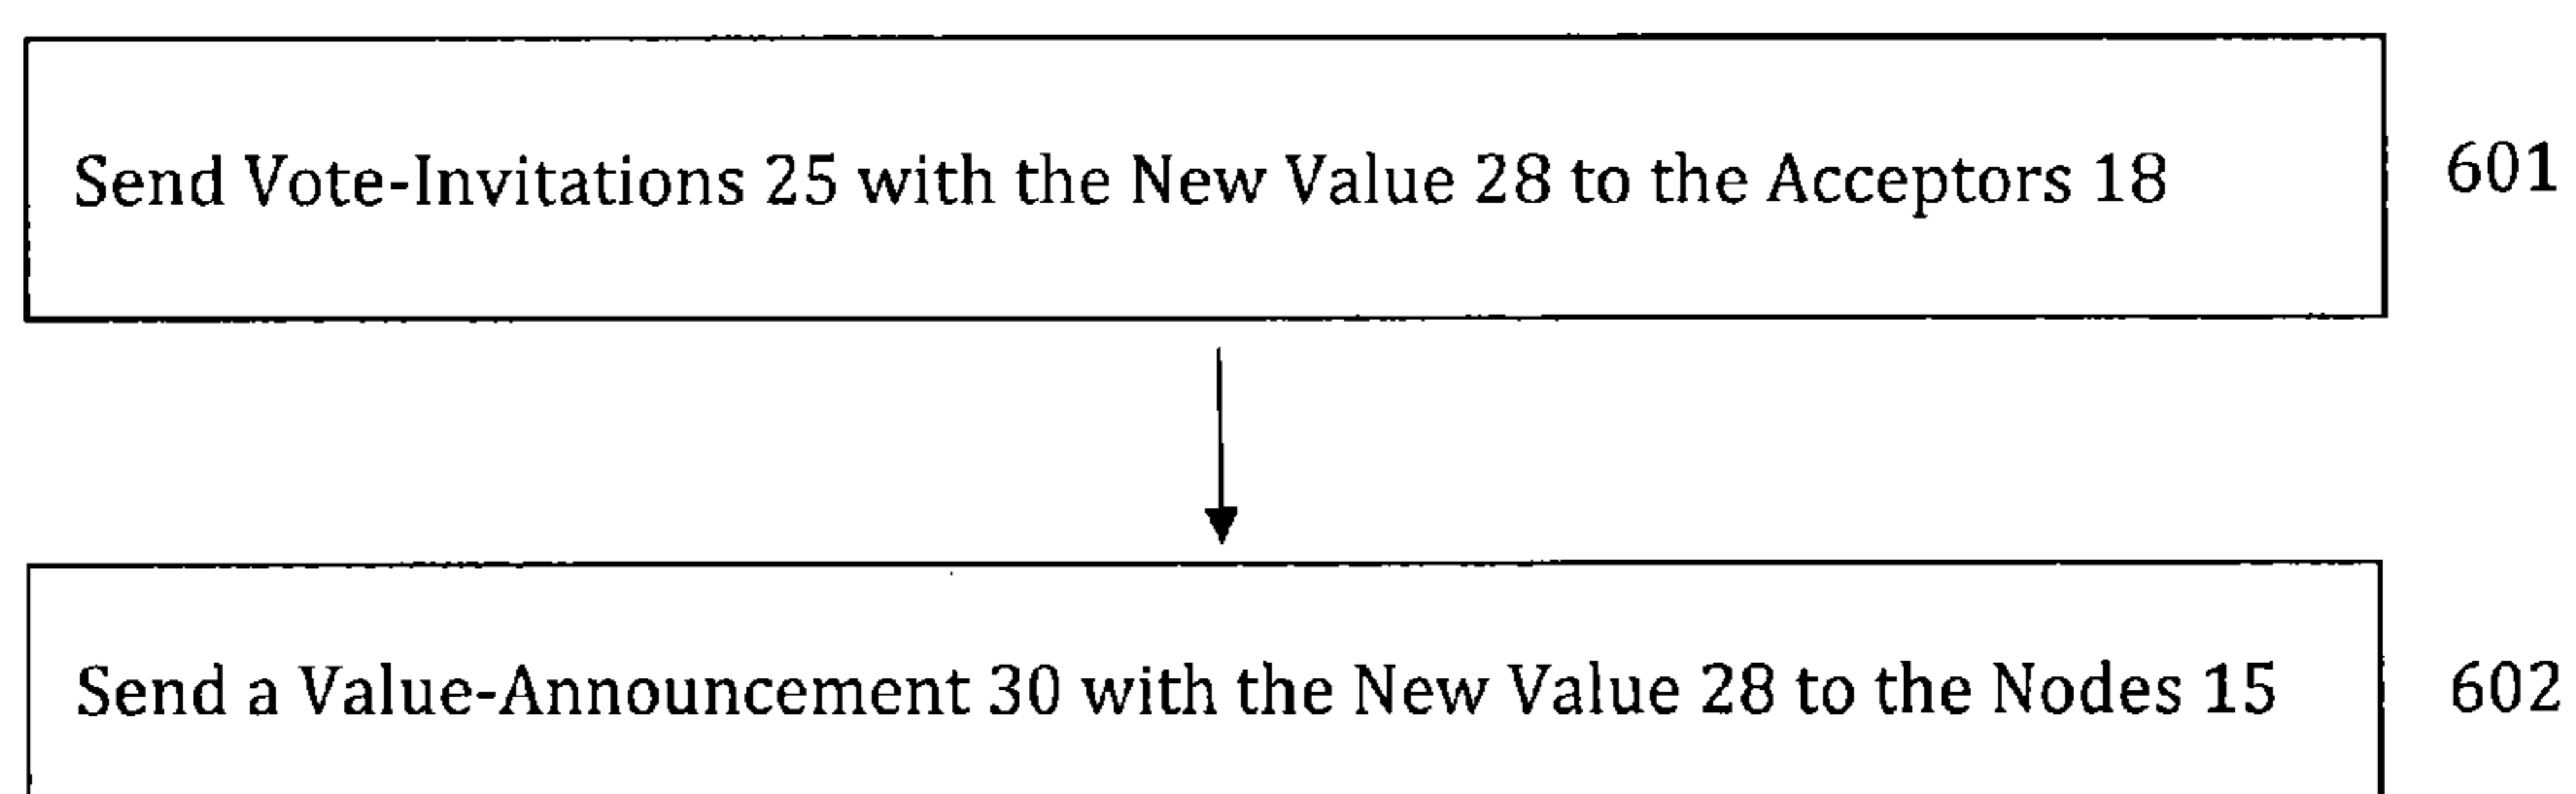 Send Vote-Invitations 25 with the New Value 28 to the Acceptors 18 601
Send a Value-Announcement 30 with the New Value 28 to the Nodes 15 602